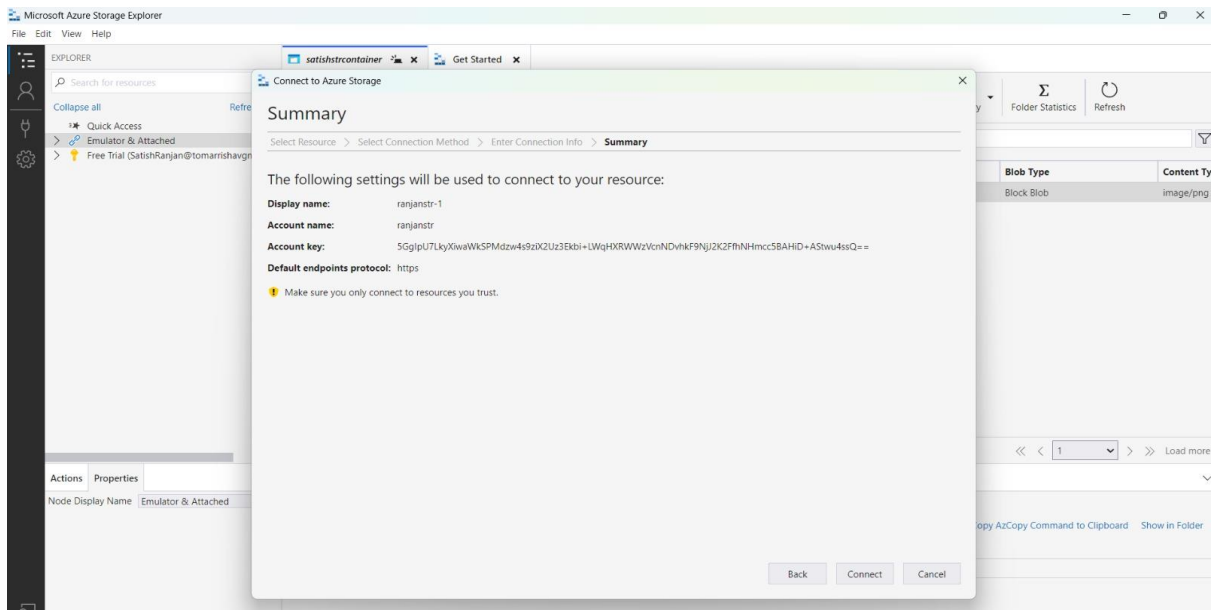 Microsoft Azure Storage Explorer
File Edit View Help
EXPLORER
satishstrcontainer
Get Started
Search for resources
Connect to Azure Storage
Collapse all
Refre
Summary
Folder Statistics
Refresh
Quick Access
Emulator & Attached
Select Resource > Select Connection Method > Enter Connection Info > Summary
Free Trial (SatishRanjan@tomarrishavgn
The following settings will be used to connect to your resource:
Blob Type
Content Ty
Display name: ranjanstr-1
Block Blob
image/png
Account name: ranjanstr
Account key:
Default endpoints protocol: https
Make sure you only connect to resources you trust.
1
Load more
Actions Properties
Node Display Name Emulator & Attached
opy AzCopy Command to Clipboard Show in Folder
Back Connect Cancel